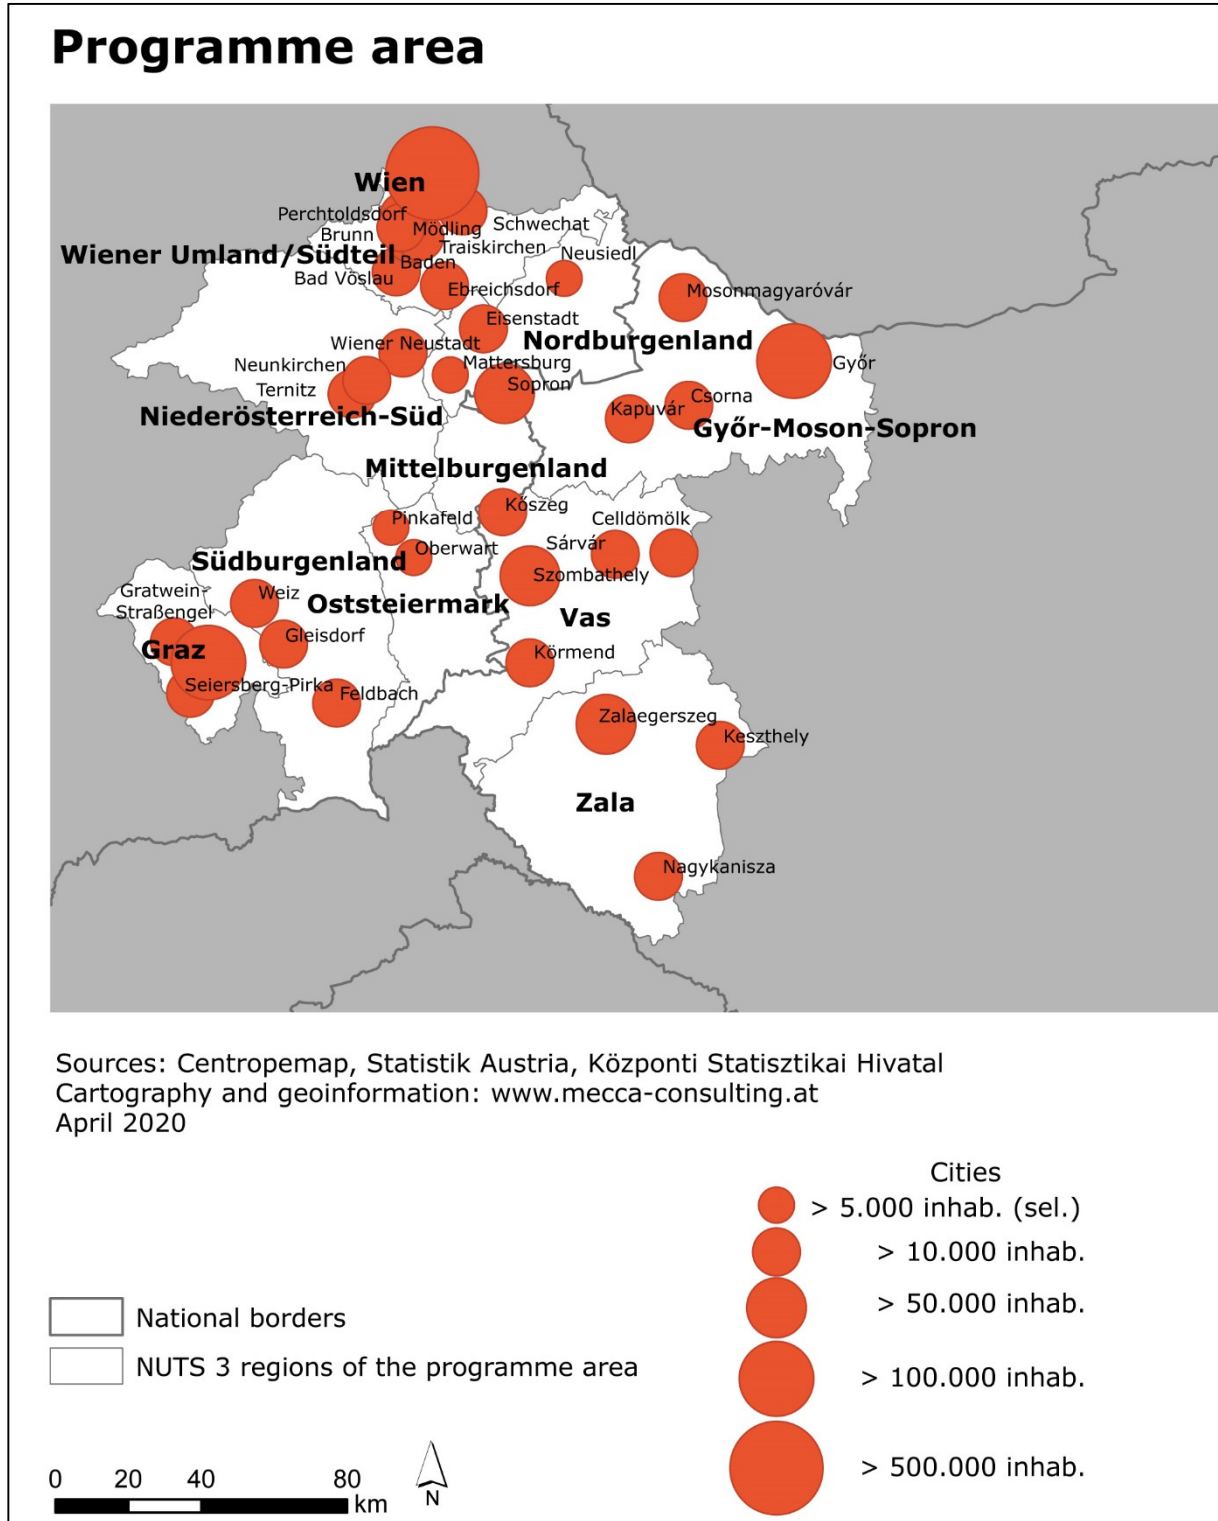 Programme area
Wien
Perchtoldsdorf
Mödling
Schwechat
Brunn
Traiskirchen
Wiener Umland/Südteil
Baden
Neusiedl
Bad Vöslau
Ebreichsdorf
Mosonmagyaróvár
Eisenstadt
Nordburgenland
Wiener Neustadt
Neunkirchen
Mattersburg
Győr
Ternitz
Sopron
Csorna
Kapuvár
Niederösterreich-Süd
Győr-Moson-Sopron
Mittelburgenland
Kőszeg
Pinkafeld
Celldömölk
Oberwart
Sárvár
Südburgenland
Szombathely
Gratwein-
Straßengel
Weiz
Oststeiermark
Vas
Gleisdorf
Graz
Körmend
Seiersberg-Pirka
Feldbach
Zalaegerszeg
Keszthely
Zala
Nagykanisza
Sources: Centropemap, Statistik Austria, Központi Statisztikai Hivatal
Cartography and geoinformation: www.mecca-consulting.at
April 2020
Cities
> 5.000 inhab. (sel.)
> 10.000 inhab.
> 50.000 inhab.
> 100.000 inhab.
> 500.000 inhab.
National borders
NUTS 3 regions of the programme area
0 20 40 80
km
N